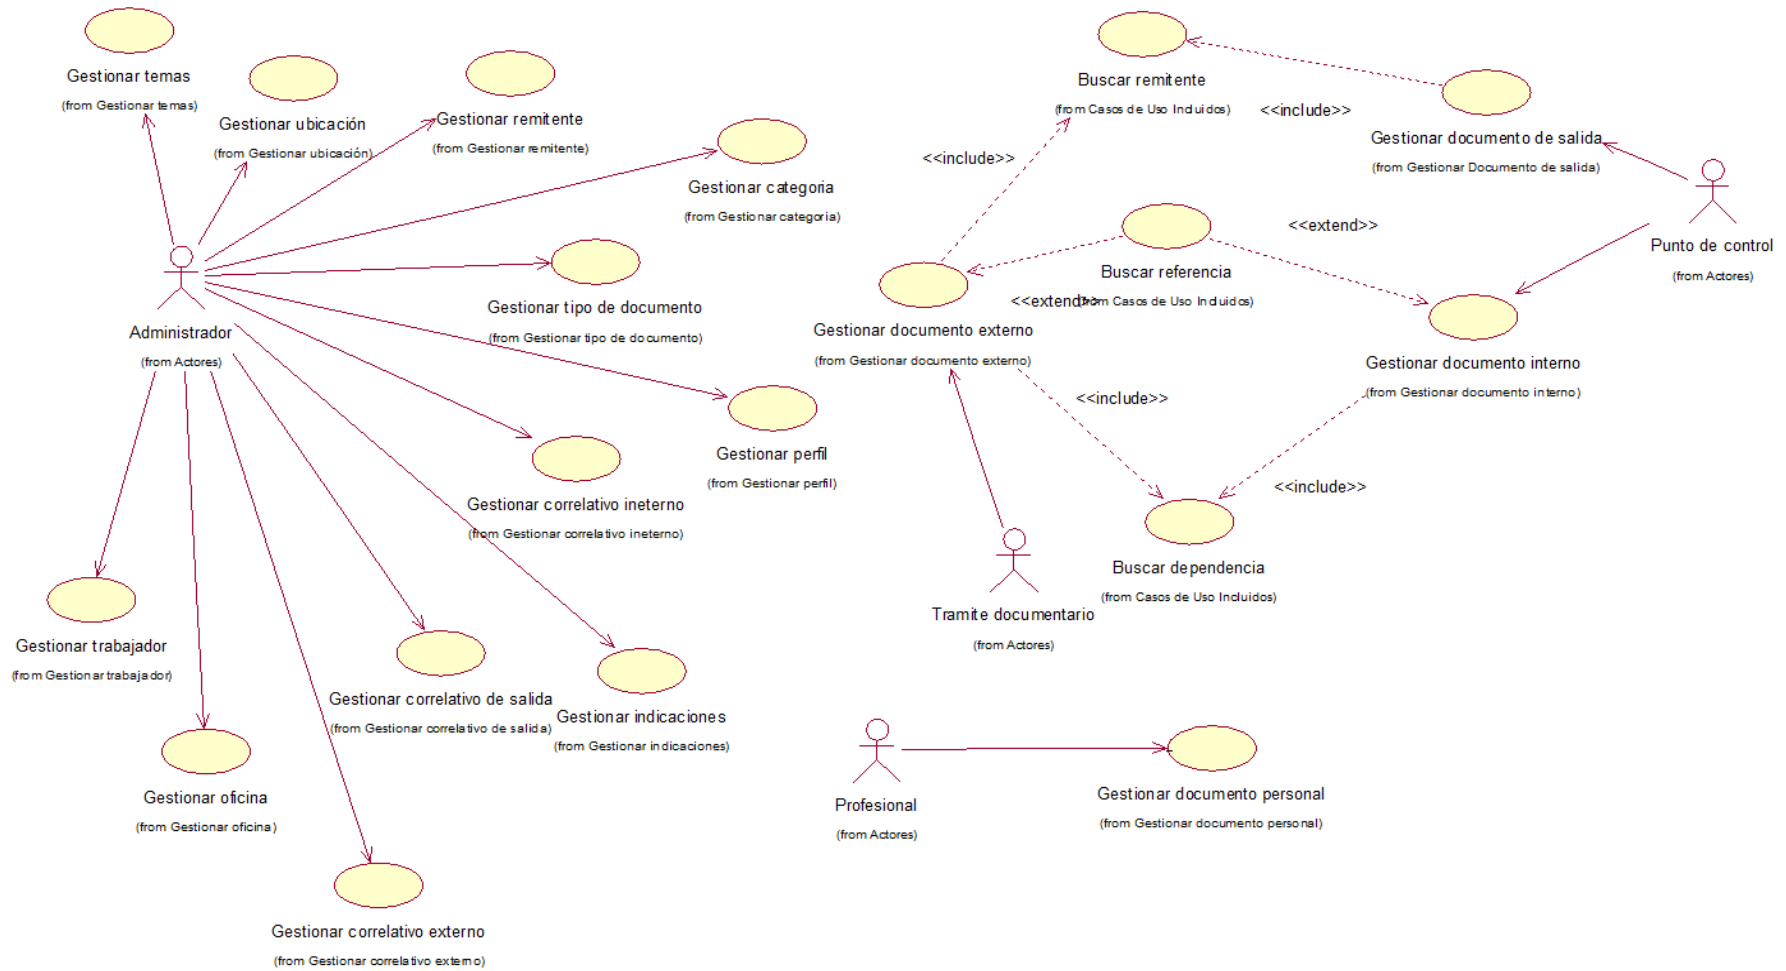 Gestionar temas
(from Gestionar temas)
Gestionar ubicación
(from Gestionar ubicación)
Gestionar remitente
(from Gestionar remitente)
Gestionar categoria
(from Gestionar categoria)
Administrador
(from Actores)
Gestionar tipo de documento
(from Gestionar tipo de documento)
Gestionar perfil
(from Gestionar perfil)
Gestionar correlativo ineterno
(from Gestionar correlativo ineterno)
Gestionar trabajador
(from Gestionar trabajador)
Gestionar correlativo de salida
(from Gestionar correlativo de salida)
Gestionar indicaciones
(from Gestionar indicaciones)
Gestionar oficina
(from Gestionar oficina)
Gestionar correlativo externo
(from Gestionar correlativo externo)
Buscar remitente
(from Casos de Uso Incluidos)
<<include>>
Gestionar documento de salida
(from Gestionar Documento de salida)
<<include>>
<<extend>>
Punto de control
(from Actores)
Buscar referencia
(from Casos de Uso Incluidos)
<<extend>>
Gestionar documento externo
(from Gestionar documento externo)
Gestionar documento interno
(from Gestionar documento interno)
<<include>>
<<include>>
Buscar dependencia
(from Casos de Uso Incluidos)
Tramite documentario
(from Actores)
Profesional
(from Actores)
Gestionar documento personal
(from Gestionar documento personal)